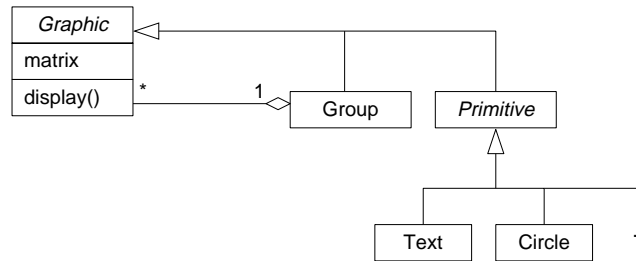 Graphic
matrix
display()
* 1
Group
Primitive
Text
Circle